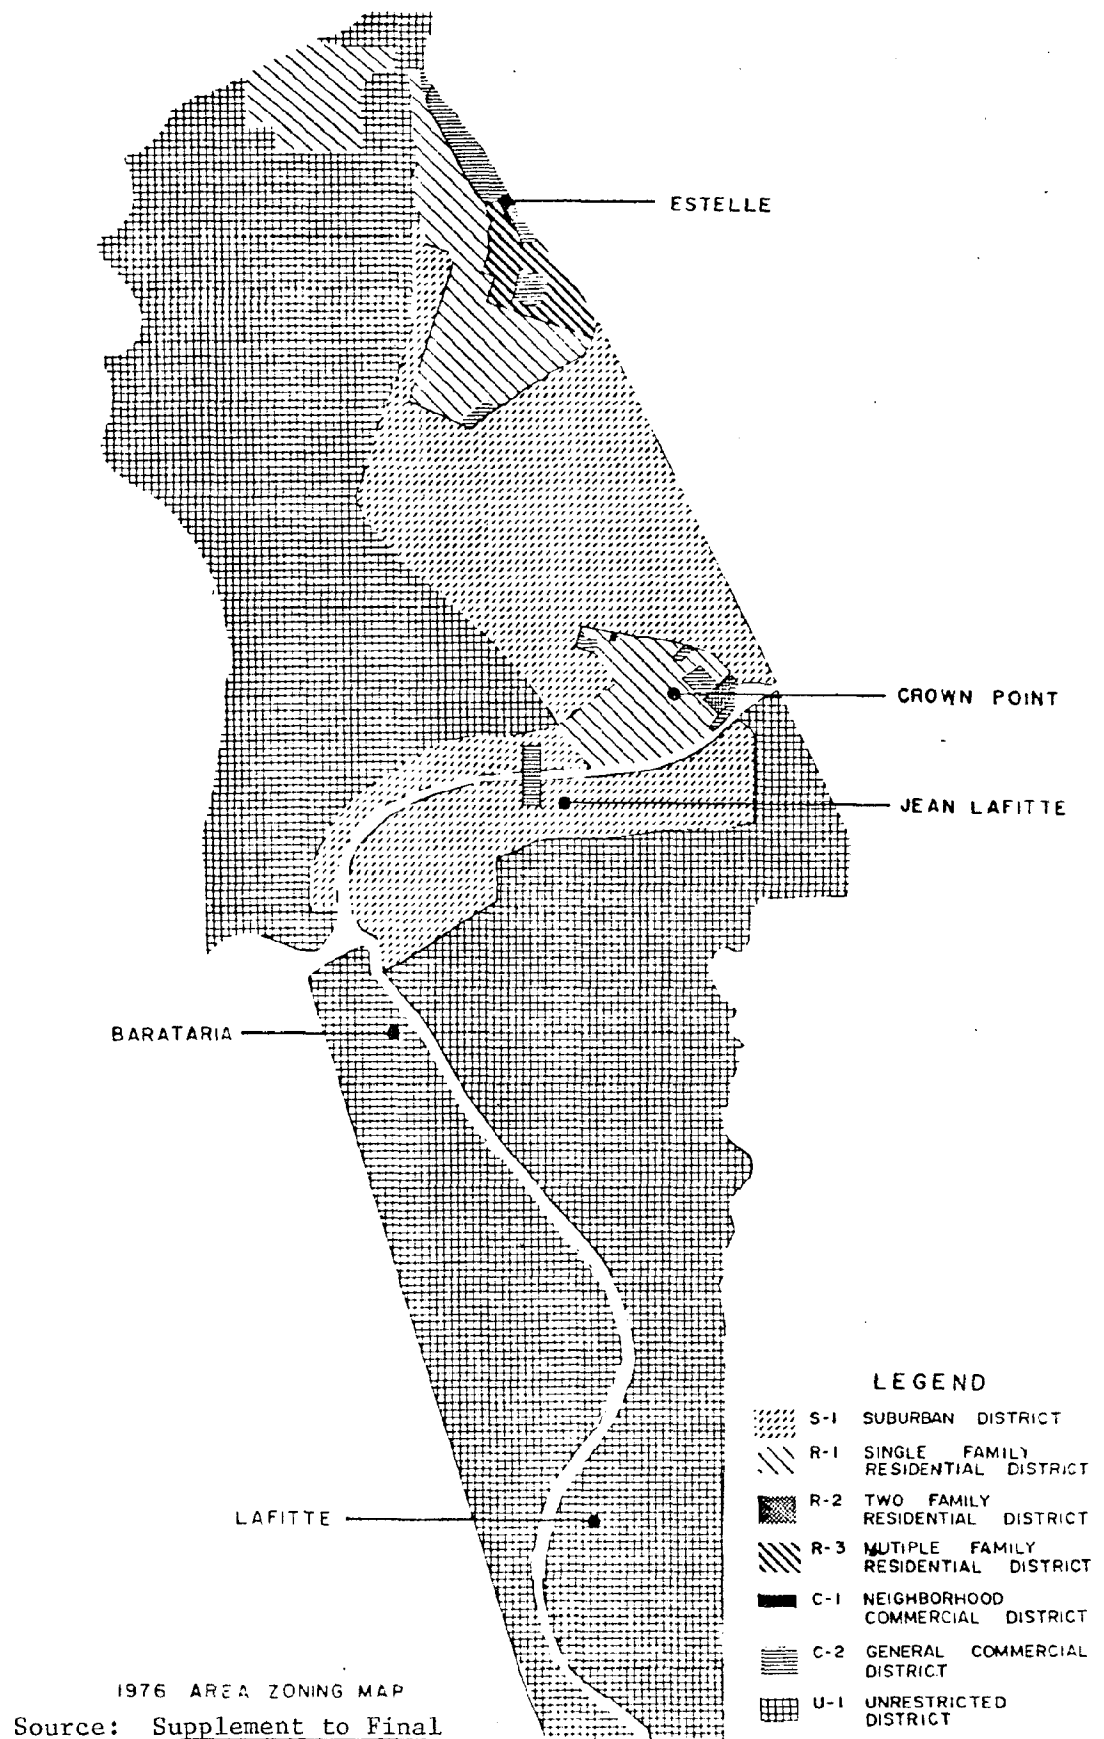 ESTELLE
CROWN POINT
JEAN LAFITTE
BARATARIA
LAFITTE
LEGEND
S-1 SUBURBAN DISTRICT
R-1 SINGLE FAMILY
RESIDENTIAL DISTRICT
R-2 TWO FAMILY
RESIDENTIAL DISTRICT
R-3 MUTIPLE FAMILY
RESIDENTIAL DISTRICT
C-1 NEIGHBORHOOD
COMMERCIAL DISTRICT
C-2 GENERAL COMMERCIAL
DISTRICT
U-1 UNRESTRICTED
DISTRICT
1976 AREA ZONING MAP
Source: Supplement to Final